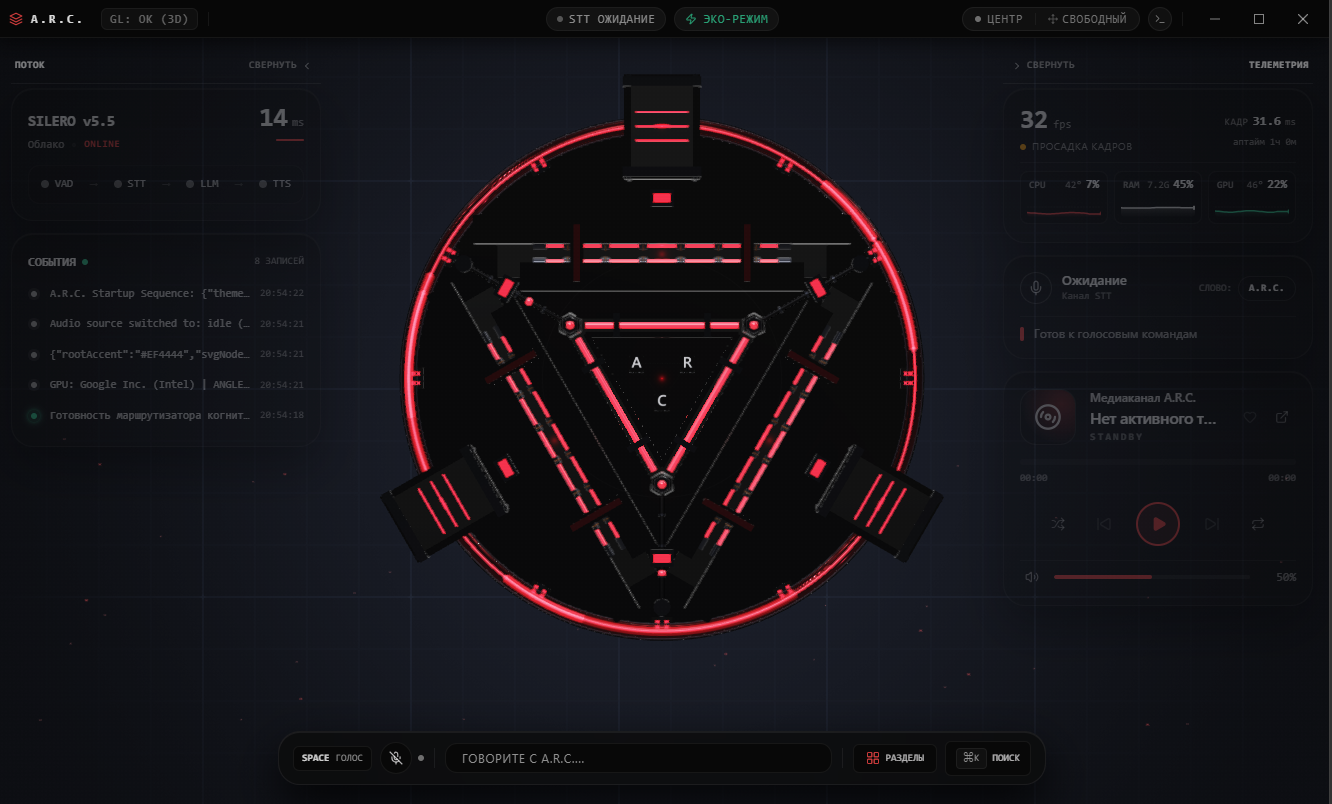 A.R.C.
GL: OK (3D)
STT ОЖИДАНИЕ
ЭКО-РЕЖИМ
ЦЕНТР
СВОБОДНЫЙ
ПОТОК
СВЕРНУТЬ
SILERO v5.5
14 ms
Облако · ONLINE
VAD → STT → LLM → TTS
СОБЫТИЯ
8 ЗАПИСЕЙ
A.R.C. Startup Sequence: {"theme… 20:54:22
Audio source switched to: idle (… 20:54:21
{"rootAccent":"#EF4444","svgNode… 20:54:21
GPU: Google Inc. (Intel) | ANGLE… 20:54:21
Готовность маршрутизатора когнит… 20:54:18
A R
C
СВЕРНУТЬ
ТЕЛЕМЕТРИЯ
32 fps
КАДР 31.6 ms
ПРОСАДКА КАДРОВ
аптайм 1ч 0м
CPU 42° 7%
RAM 7.2G 45%
GPU 46° 22%
Ожидание
Канал STT
СЛОВО: A.R.C.
Готов к голосовым командам
Медиаканал A.R.C.
Нет активного т…
STANDBY
00:00
00:00
50%
SPACE ГОЛОС
ГОВОРИТЕ С A.R.C....
РАЗДЕЛЫ
⌘K ПОИСК